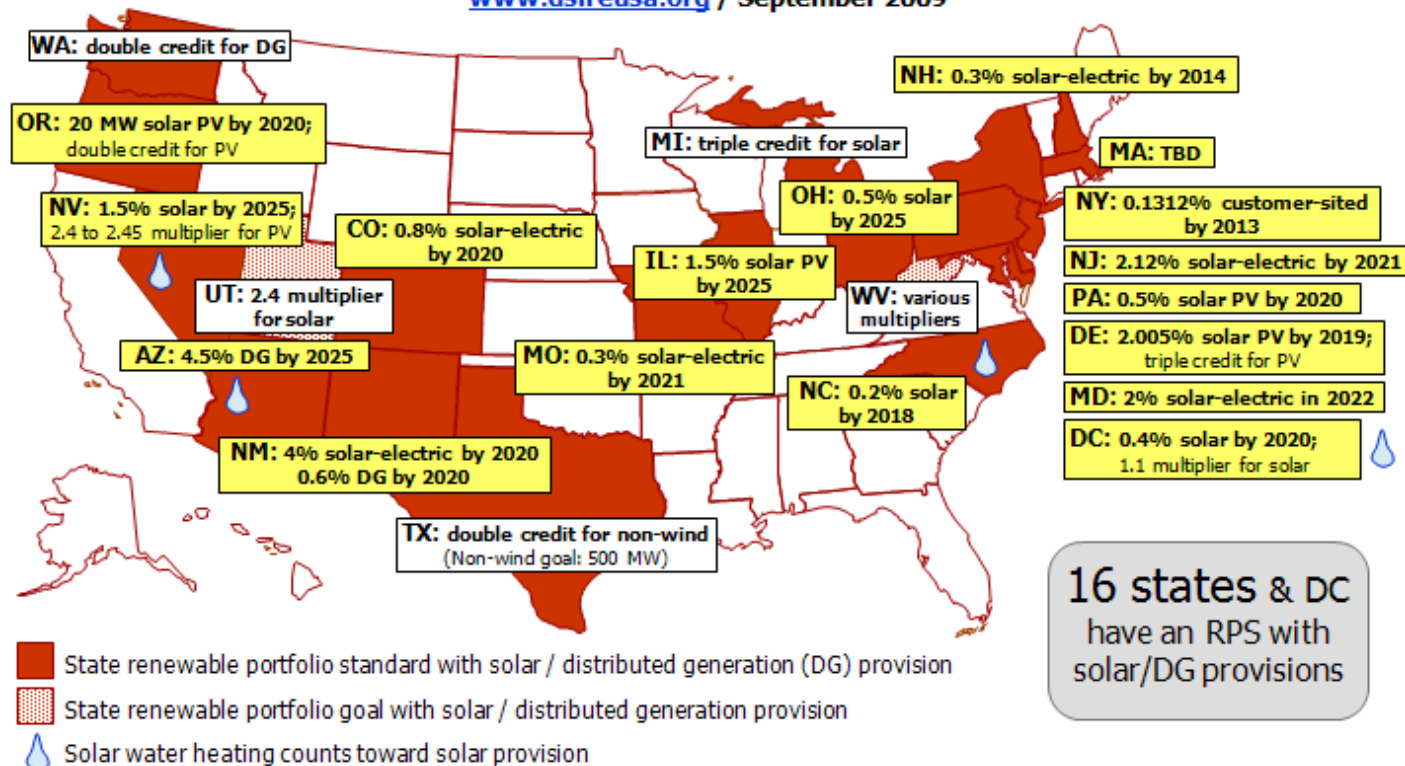 www.dsireusa.org / September 2009
WA: double credit for DG
NH: 0.3% solar-electric by 2014
OR: 20 MW solar PV by 2020;
double credit for PV
MI: triple credit for solar
MA: TBD
NV: 1.5% solar by 2025;
2.4 to 2.45 multiplier for PV
OH: 0.5% solar
by 2025
NY: 0.1312% customer-sited
by 2013
CO: 0.8% solar-electric
by 2020
IL: 1.5% solar PV
by 2025
NJ: 2.12% solar-electric by 2021
UT: 2.4 multiplier
for solar
WV: various
multipliers
PA: 0.5% solar PV by 2020
DE: 2.005% solar PV by 2019;
triple credit for PV
AZ: 4.5% DG by 2025
MO: 0.3% solar-electric
by 2021
NC: 0.2% solar
by 2018
MD: 2% solar-electric in 2022
DC: 0.4% solar by 2020;
1.1 multiplier for solar
NM: 4% solar-electric by 2020
0.6% DG by 2020
TX: double credit for non-wind
(Non-wind goal: 500 MW)
16 states & DC
have an RPS with
solar/DG provisions
State renewable portfolio standard with solar / distributed generation (DG) provision
State renewable portfolio goal with solar / distributed generation provision
Solar water heating counts toward solar provision